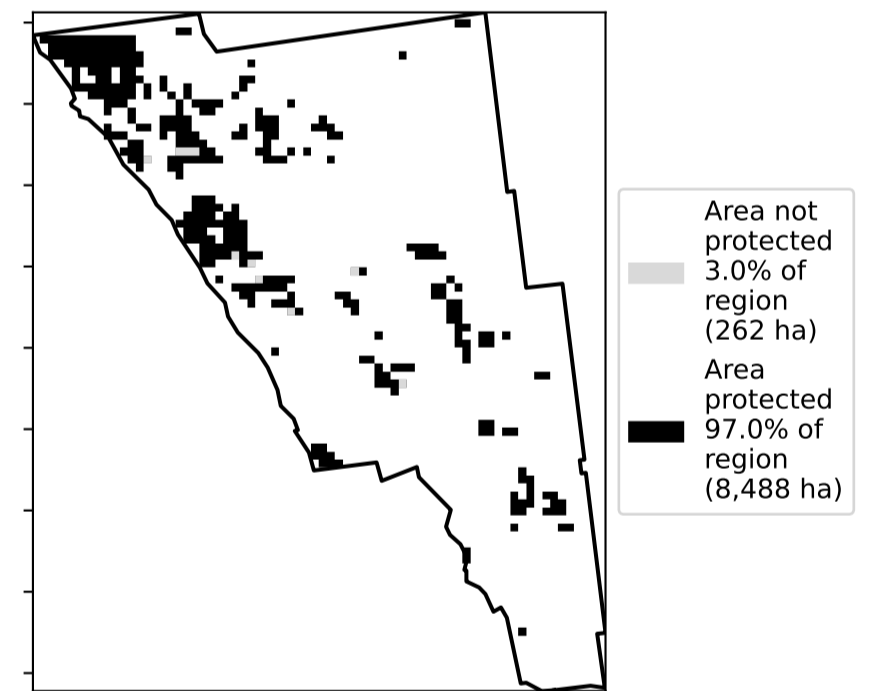 Area not
protected
3.0% of
region
(262 ha)
Area
protected
97.0% of
region
(8,488 ha)